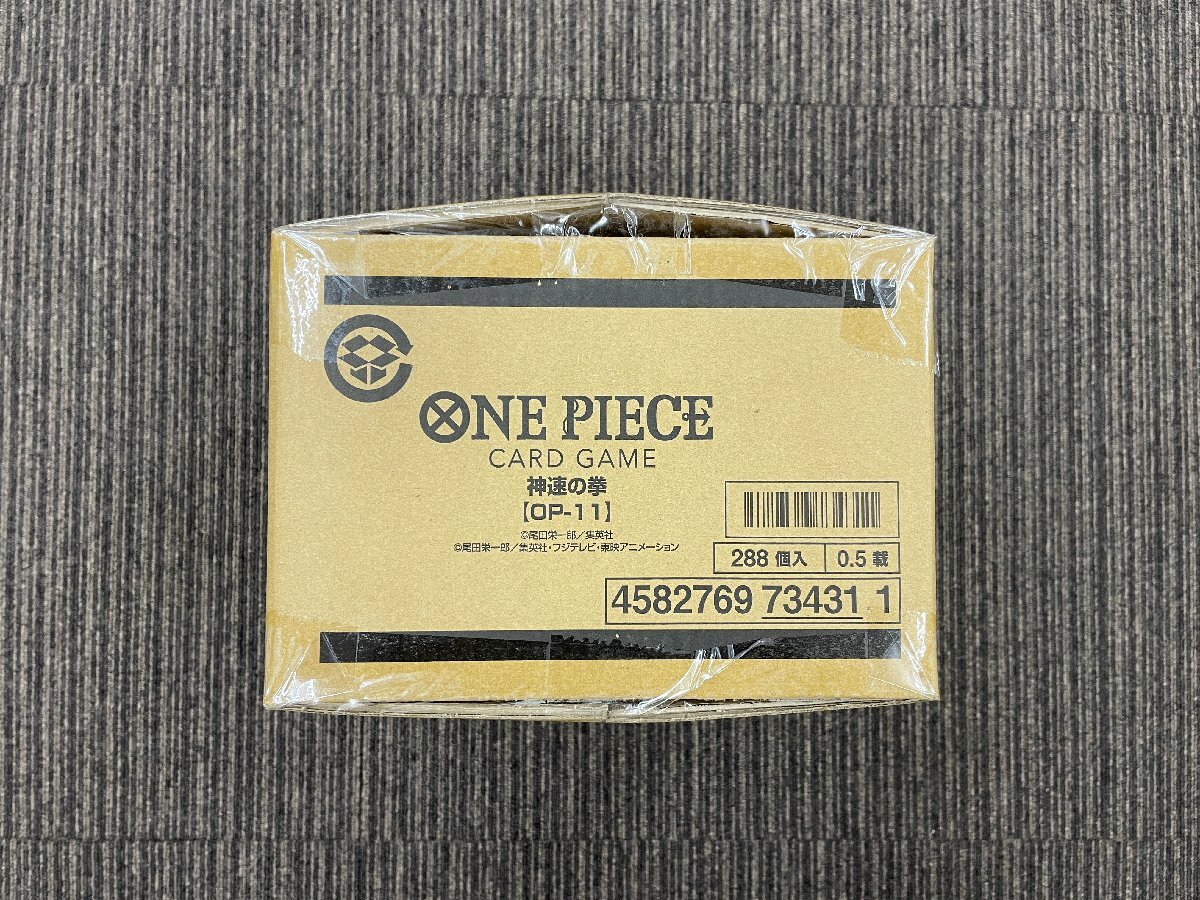 ONE PIECE
CARD GAME
神速の拳
【OP-11】
©尾田栄一郎／集英社
©尾田栄一郎／集英社・フジテレビ・東映アニメーション
288 個入
0.5 載
4582769 73431 1